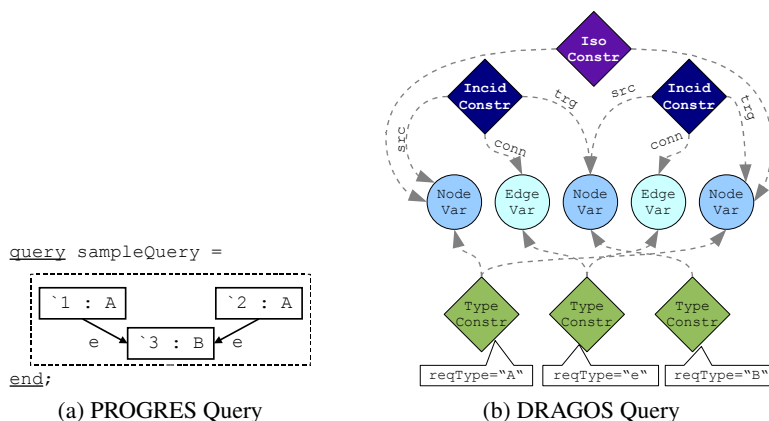 query sampleQuery =
`1 : A
`2 : A
e
`3 : B
e
end;
(a) PROGRES Query
Iso
Constr
Incid
Constr
Incid
Constr
src
trg
src
trg
conn
conn
Node
Var
Edge
Var
Node
Var
Edge
Var
Node
Var
Type
Constr
Type
Constr
Type
Constr
reqType="A"
reqType="e"
reqType="B"
(b) DRAGOS Query